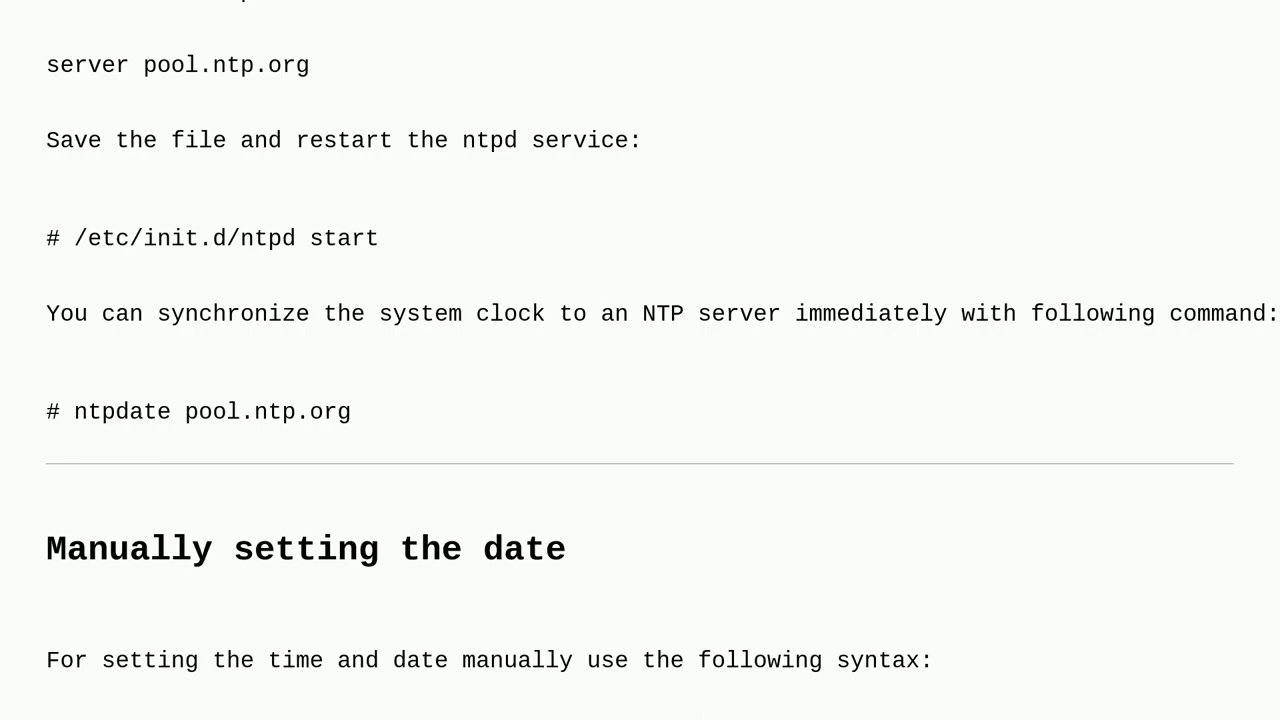 server pool.ntp.org
Save the file and restart the ntpd service:
# /etc/init.d/ntpd start
You can synchronize the system clock to an NTP server immediately with following command:
# ntpdate pool.ntp.org
Manually setting the date
For setting the time and date manually use the following syntax: